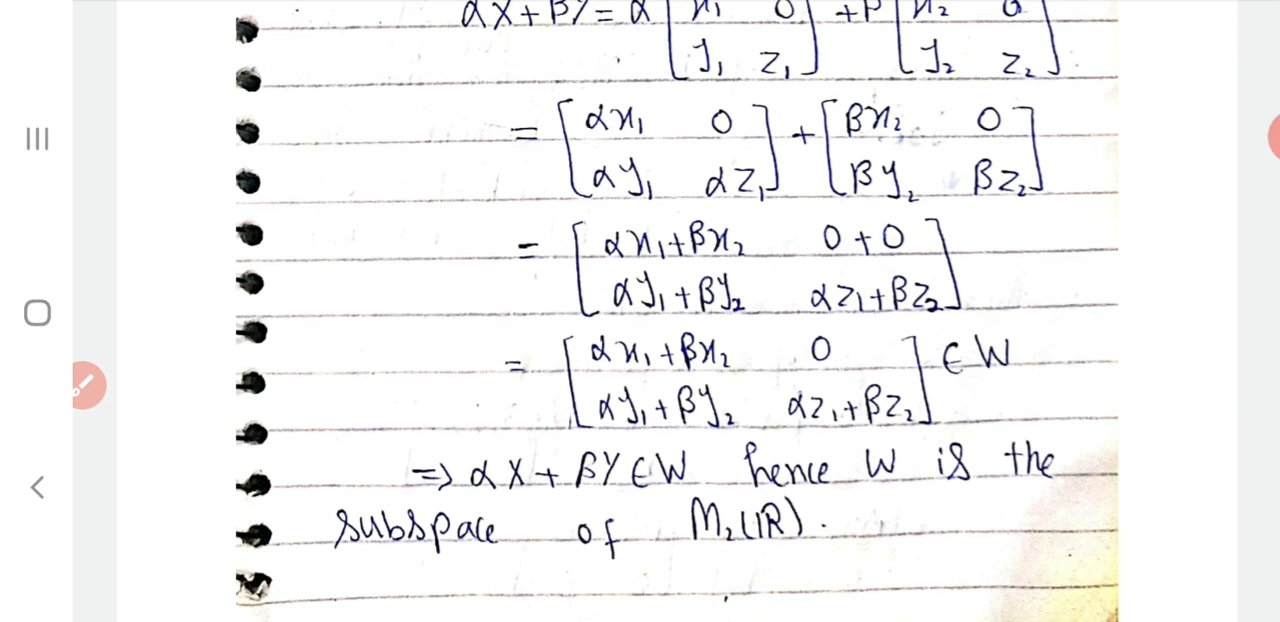 αX + βY = α [x₁ 0 + β [x₂ 0
y₁ z₁] y₂ z₂]
= [αx₁ 0 + [βx₂ 0
αy₁ αz₁] βy₂ βz₂]
= [αx₁+βx₂ 0+0
αy₁+βy₂ αz₁+βz₂]
= [αx₁+βx₂ 0 ] ∈ W
αy₁+βy₂ αz₁+βz₂]
=> αX + βY ∈ W hence W is the
subspace of M₂(IR).